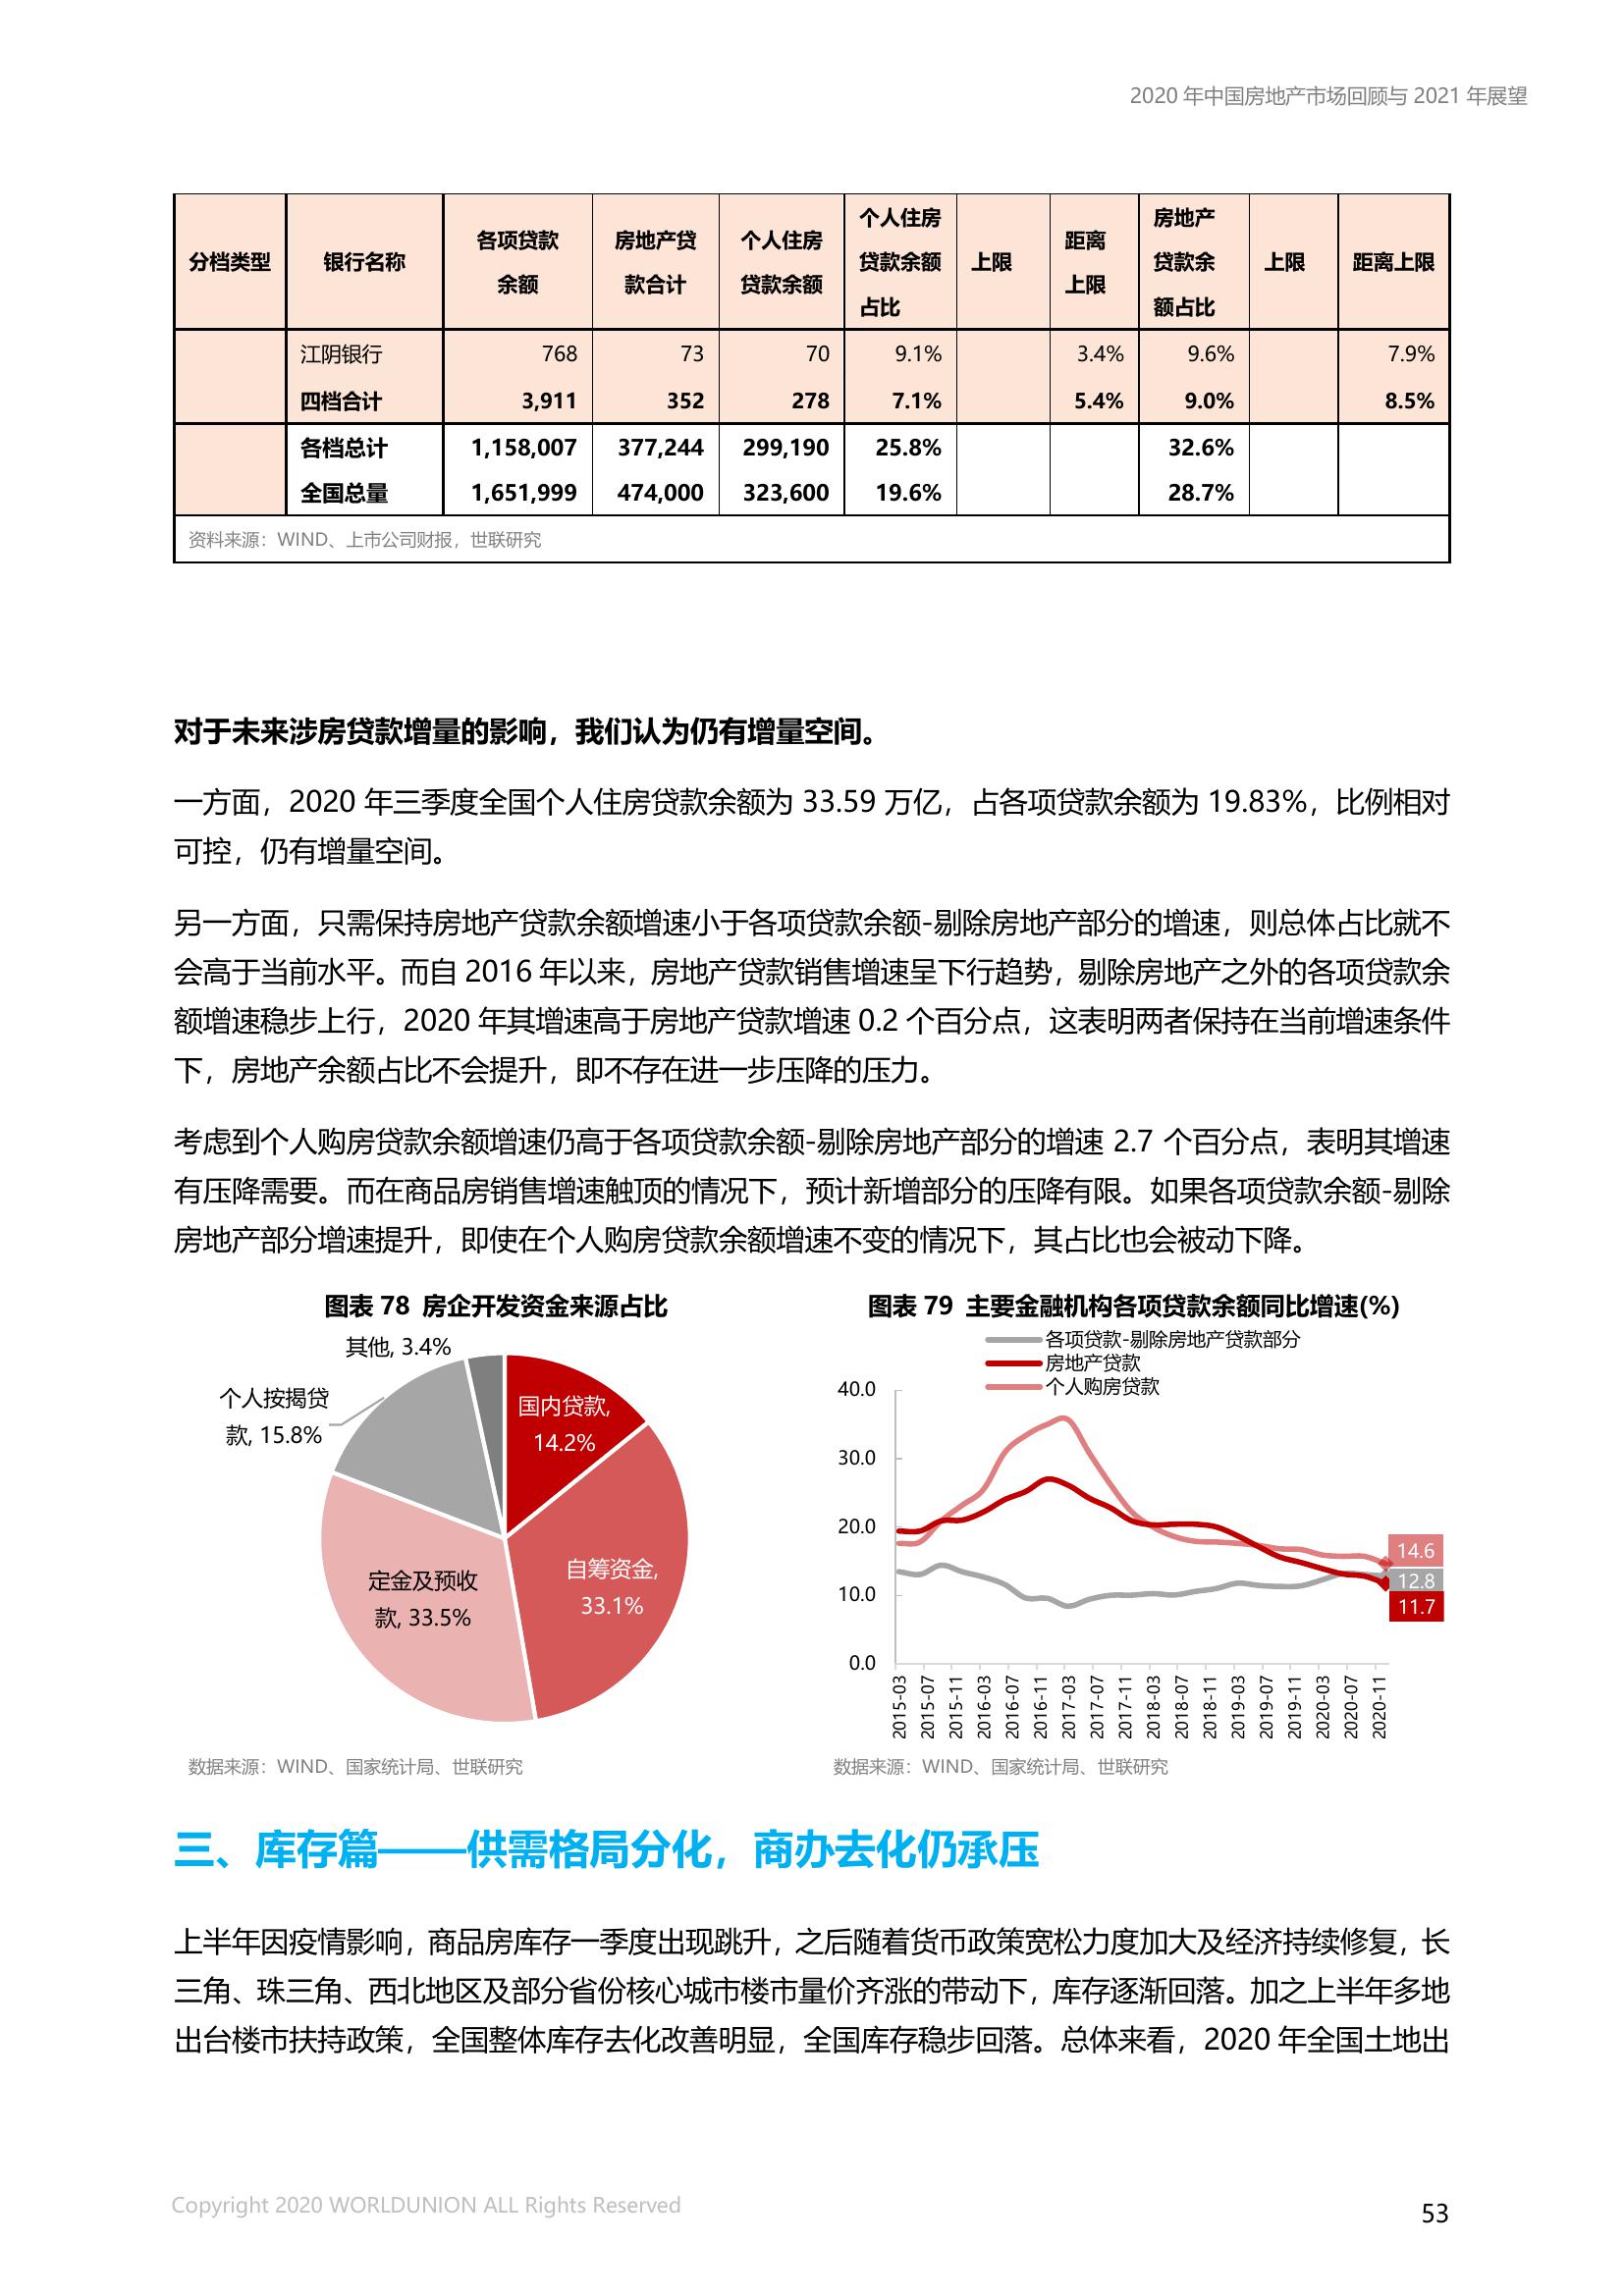 2020 年中国房地产市场回顾与 2021 年展望
分档类型 银行名称 各项贷款余额 房地产贷款合计 个人住房贷款余额 个人住房贷款余额占比 上限 距离上限 房地产贷款余额占比 上限 距离上限
江阴银行 768 73 70 9.1% 3.4% 9.6% 7.9%
四档合计 3,911 352 278 7.1% 5.4% 9.0% 8.5%
各档总计 1,158,007 377,244 299,190 25.8% 32.6%
全国总量 1,651,999 474,000 323,600 19.6% 28.7%
资料来源：WIND、上市公司财报，世联研究
对于未来涉房贷款增量的影响，我们认为仍有增量空间。
一方面，2020 年三季度全国个人住房贷款余额为 33.59 万亿，占各项贷款余额为 19.83%，比例相对
可控，仍有增量空间。
另一方面，只需保持房地产贷款余额增速小于各项贷款余额-剔除房地产部分的增速，则总体占比就不
会高于当前水平。而自 2016 年以来，房地产贷款销售增速呈下行趋势，剔除房地产之外的各项贷款余
额增速稳步上行，2020 年其增速高于房地产贷款增速 0.2 个百分点，这表明两者保持在当前增速条件
下，房地产余额占比不会提升，即不存在进一步压降的压力。
考虑到个人购房贷款余额增速仍高于各项贷款余额-剔除房地产部分的增速 2.7 个百分点，表明其增速
有压降需要。而在商品房销售增速触顶的情况下，预计新增部分的压降有限。如果各项贷款余额-剔除
房地产部分增速提升，即使在个人购房贷款余额增速不变的情况下，其占比也会被动下降。
图表 78 房企开发资金来源占比
其他, 3.4%
个人按揭贷
款, 15.8%
国内贷款,
14.2%
自筹资金,
33.1%
定金及预收
款, 33.5%
数据来源：WIND、国家统计局、世联研究
图表 79 主要金融机构各项贷款余额同比增速(%)
各项贷款-剔除房地产贷款部分
房地产贷款
个人购房贷款
40.0
30.0
20.0
10.0
0.0
14.6
12.8
11.7
2015-03 2015-07 2015-11 2016-03 2016-07 2016-11 2017-03 2017-07 2017-11 2018-03 2018-07 2018-11 2019-03 2019-07 2019-11 2020-03 2020-07 2020-11
数据来源：WIND、国家统计局、世联研究
三、库存篇——供需格局分化，商办去化仍承压
上半年因疫情影响，商品房库存一季度出现跳升，之后随着货币政策宽松力度加大及经济持续修复，长
三角、珠三角、西北地区及部分省份核心城市楼市量价齐涨的带动下，库存逐渐回落。加之上半年多地
出台楼市扶持政策，全国整体库存去化改善明显，全国库存稳步回落。总体来看，2020 年全国土地出
Copyright 2020 WORLDUNION ALL Rights Reserved
53